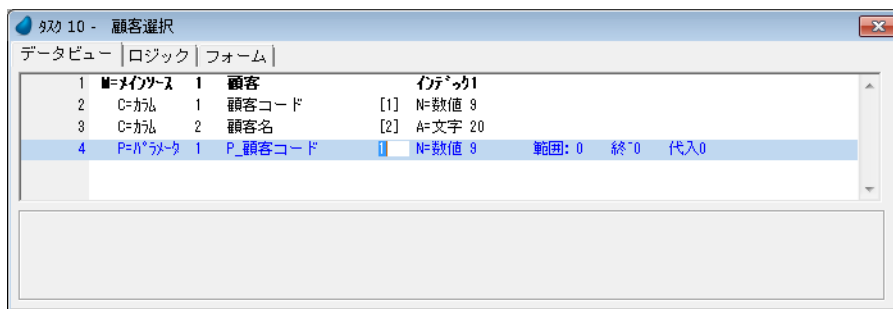 ﾀｽｸ 10 - 顧客選択
データビュー ロジック フォーム
1 M=ﾒｲﾝｿｰｽ 1 顧客 ｲﾝﾃﾞｯｸ1
2 C=ｶﾗﾑ 1 顧客コード [1] N=数値 9
3 C=ｶﾗﾑ 2 顧客名 [2] A=文字 20
4 P=ﾊﾟﾗﾒｰﾀ 1 P_顧客コード 1 N=数値 9 範囲: 0 終ﾞ0 代入0